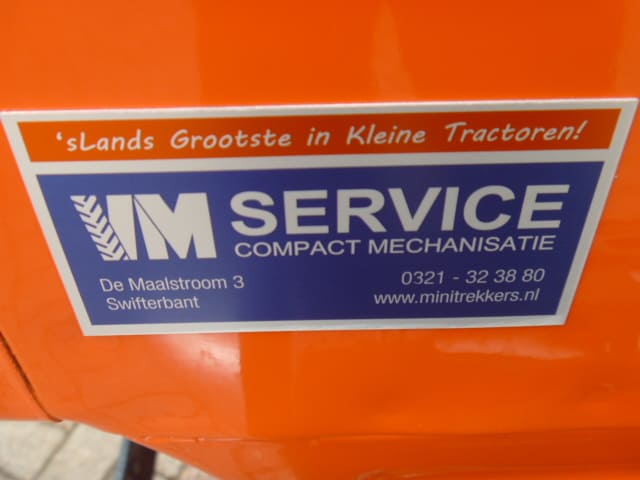 'sLands Grootste in Kleine Tractoren!
VM SERVICE
COMPACT MECHANISATIE
De Maalstroom 3
Swifterbant
0321 - 32 38 80
www.minitrekkers.nl